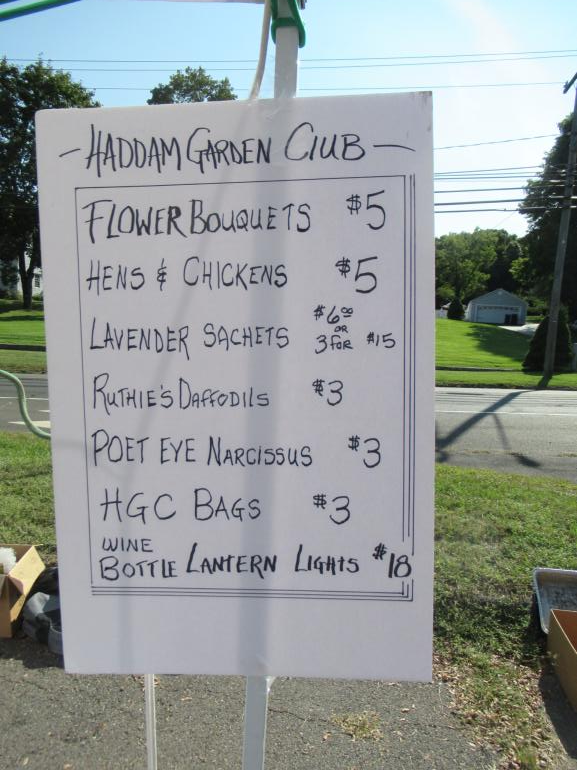 - HADDAM GARDEN CLUB -
FLOWER BOUQUETS $5
HENS & CHICKENS $5
LAVENDER SACHETS $6.00 OR 3 FOR $15
RUTHIE'S DAFFODILS $3
POET EYE NARCISSUS $3
HGC BAGS $3
WINE
BOTTLE LANTERN LIGHTS $18